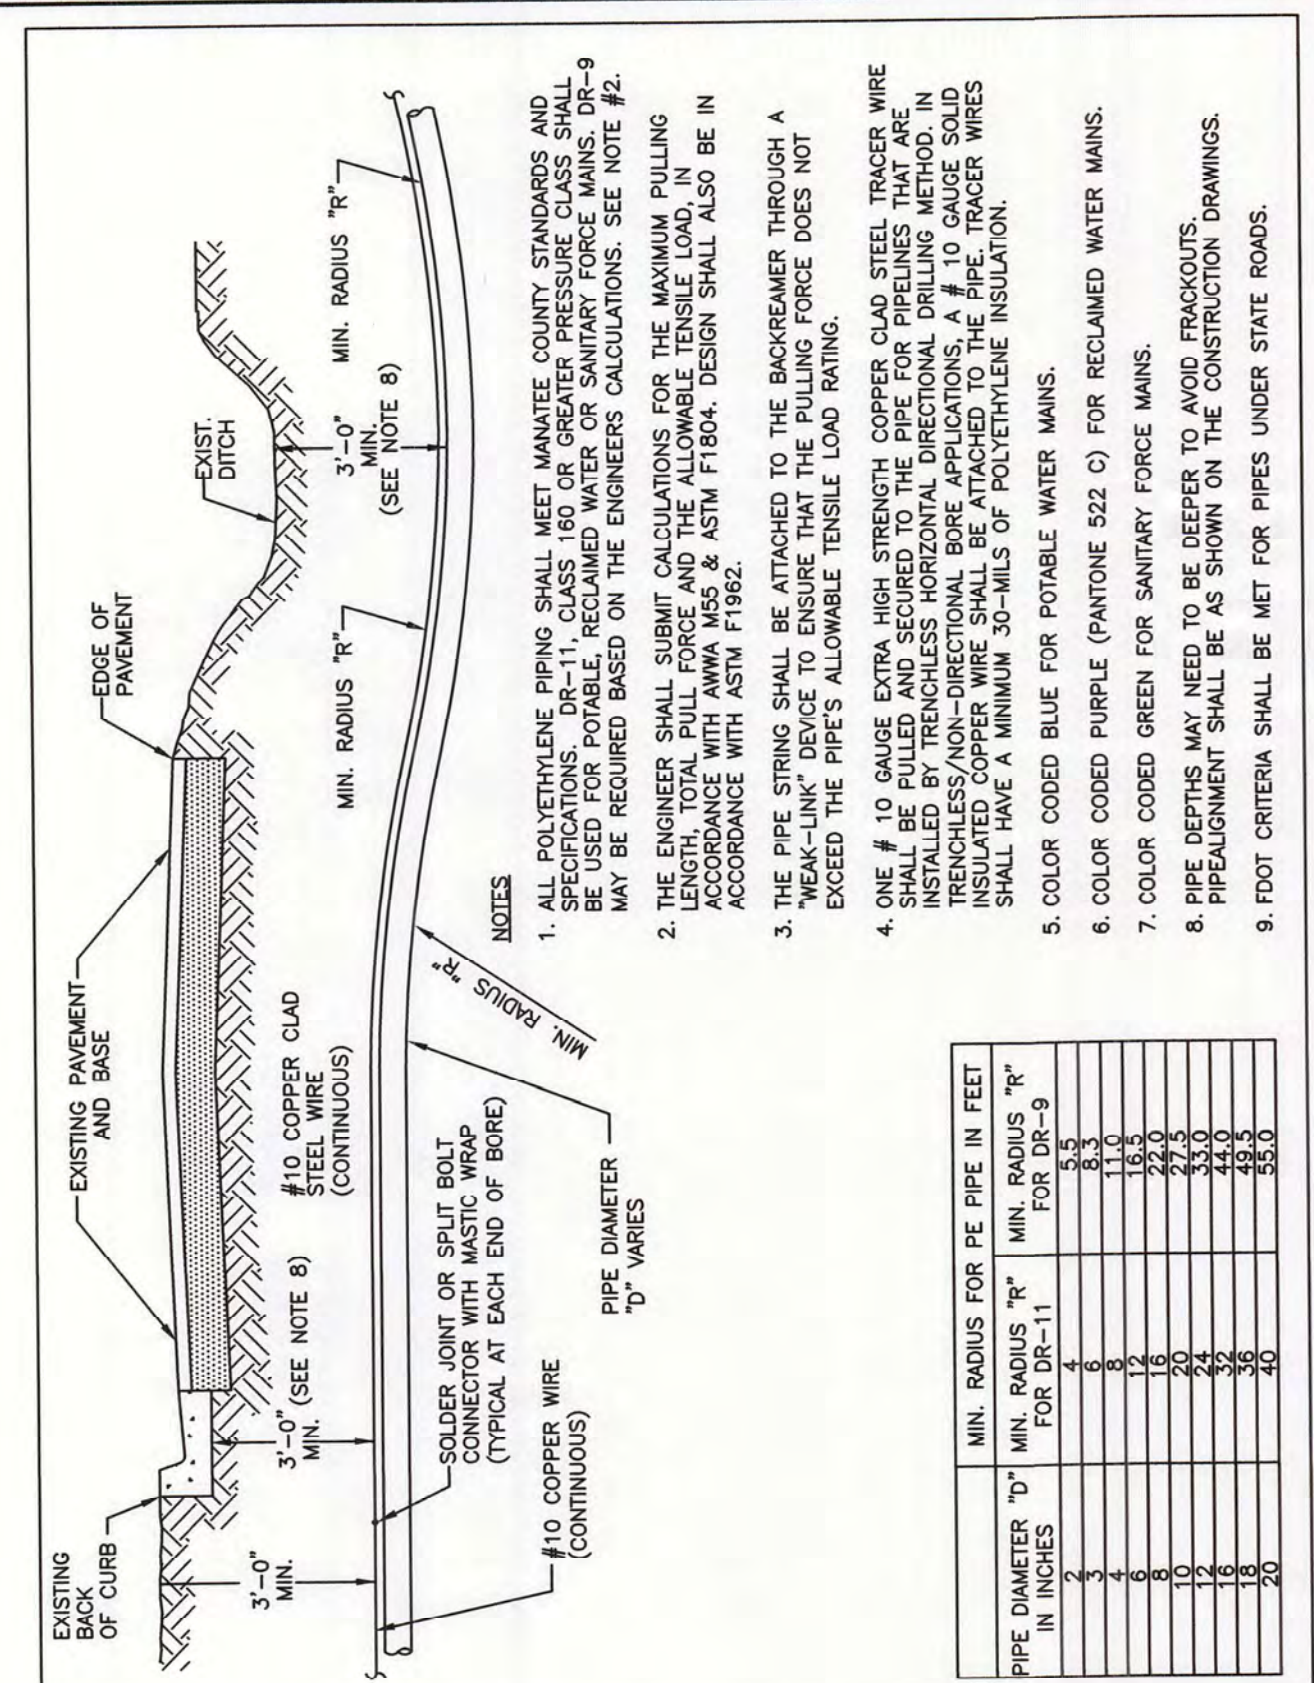 EXISTING
BACK
OF CURB
EXISTING PAVEMENT
AND BASE
EDGE OF
PAVEMENT
EXIST.
DITCH
3'-0"
MIN.
3'-0"
MIN.
(SEE NOTE 8)
#10 COPPER CLAD
STEEL WIRE
(CONTINUOUS)
MIN. RADIUS "R"
3'-0"
MIN.
(SEE NOTE 8)
MIN. RADIUS "R"
MIN. RADIUS "R"
SOLDER JOINT OR SPLIT BOLT
CONNECTOR WITH MASTIC WRAP
(TYPICAL AT EACH END OF BORE)
#10 COPPER WIRE
(CONTINUOUS)
PIPE DIAMETER
"D" VARIES
NOTES
1. ALL POLYETHYLENE PIPING SHALL MEET MANATEE COUNTY STANDARDS AND
SPECIFICATIONS. DR-11, CLASS 160 OR GREATER PRESSURE CLASS SHALL
BE USED FOR POTABLE, RECLAIMED WATER OR SANITARY FORCE MAINS. DR-9
MAY BE REQUIRED BASED ON THE ENGINEERS CALCULATIONS. SEE NOTE #2.
2. THE ENGINEER SHALL SUBMIT CALCULATIONS FOR THE MAXIMUM PULLING
LENGTH, TOTAL PULL FORCE AND THE ALLOWABLE TENSILE LOAD, IN
ACCORDANCE WITH AWWA M55 & ASTM F1804. DESIGN SHALL ALSO BE IN
ACCORDANCE WITH ASTM F1962.
3. THE PIPE STRING SHALL BE ATTACHED TO THE BACKREAMER THROUGH A
"WEAK-LINK" DEVICE TO ENSURE THAT THE PULLING FORCE DOES NOT
EXCEED THE PIPE'S ALLOWABLE TENSILE LOAD RATING.
4. ONE # 10 GAUGE EXTRA HIGH STRENGTH COPPER CLAD STEEL TRACER WIRE
SHALL BE PULLED AND SECURED TO THE PIPE FOR PIPELINES THAT ARE
INSTALLED BY TRENCHLESS HORIZONTAL DIRECTIONAL DRILLING METHOD. IN
TRENCHLESS/NON-DIRECTIONAL BORE APPLICATIONS, A # 10 GAUGE SOLID
INSULATED COPPER WIRE SHALL BE ATTACHED TO THE PIPE. TRACER WIRES
SHALL HAVE A MINIMUM 30-MILS OF POLYETHYLENE INSULATION.
5. COLOR CODED BLUE FOR POTABLE WATER MAINS.
6. COLOR CODED PURPLE (PANTONE 522 C) FOR RECLAIMED WATER MAINS.
7. COLOR CODED GREEN FOR SANITARY FORCE MAINS.
8. PIPE DEPTHS MAY NEED TO BE DEEPER TO AVOID FRACKOUTS.
PIPEALIGNMENT SHALL BE AS SHOWN ON THE CONSTRUCTION DRAWINGS.
9. FDOT CRITERIA SHALL BE MET FOR PIPES UNDER STATE ROADS.
MIN. RADIUS FOR PE PIPE IN FEET
PIPE DIAMETER "D" IN INCHES MIN. RADIUS "R" FOR DR-11 MIN. RADIUS "R" FOR DR-9
2 4 5.5
3 6 8.3
4 8 11.0
6 12 16.5
8 16 22.0
10 20 27.5
12 24 33.0
16 32 44.0
18 36 49.5
20 40 55.0